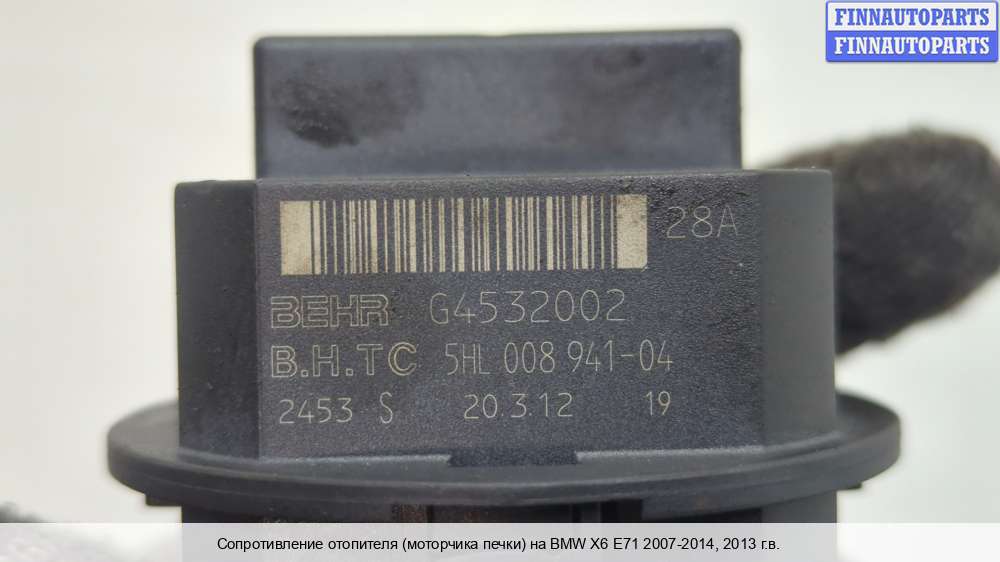 FINNAUTOPARTS
FINNAUTOPARTS
28A
BEHR G4532002
B.H.TC 5HL 008 941-04
2453 S 20.3.12 19
Сопротивление отопителя (моторчика печки) на BMW X6 E71 2007-2014, 2013 г.в.